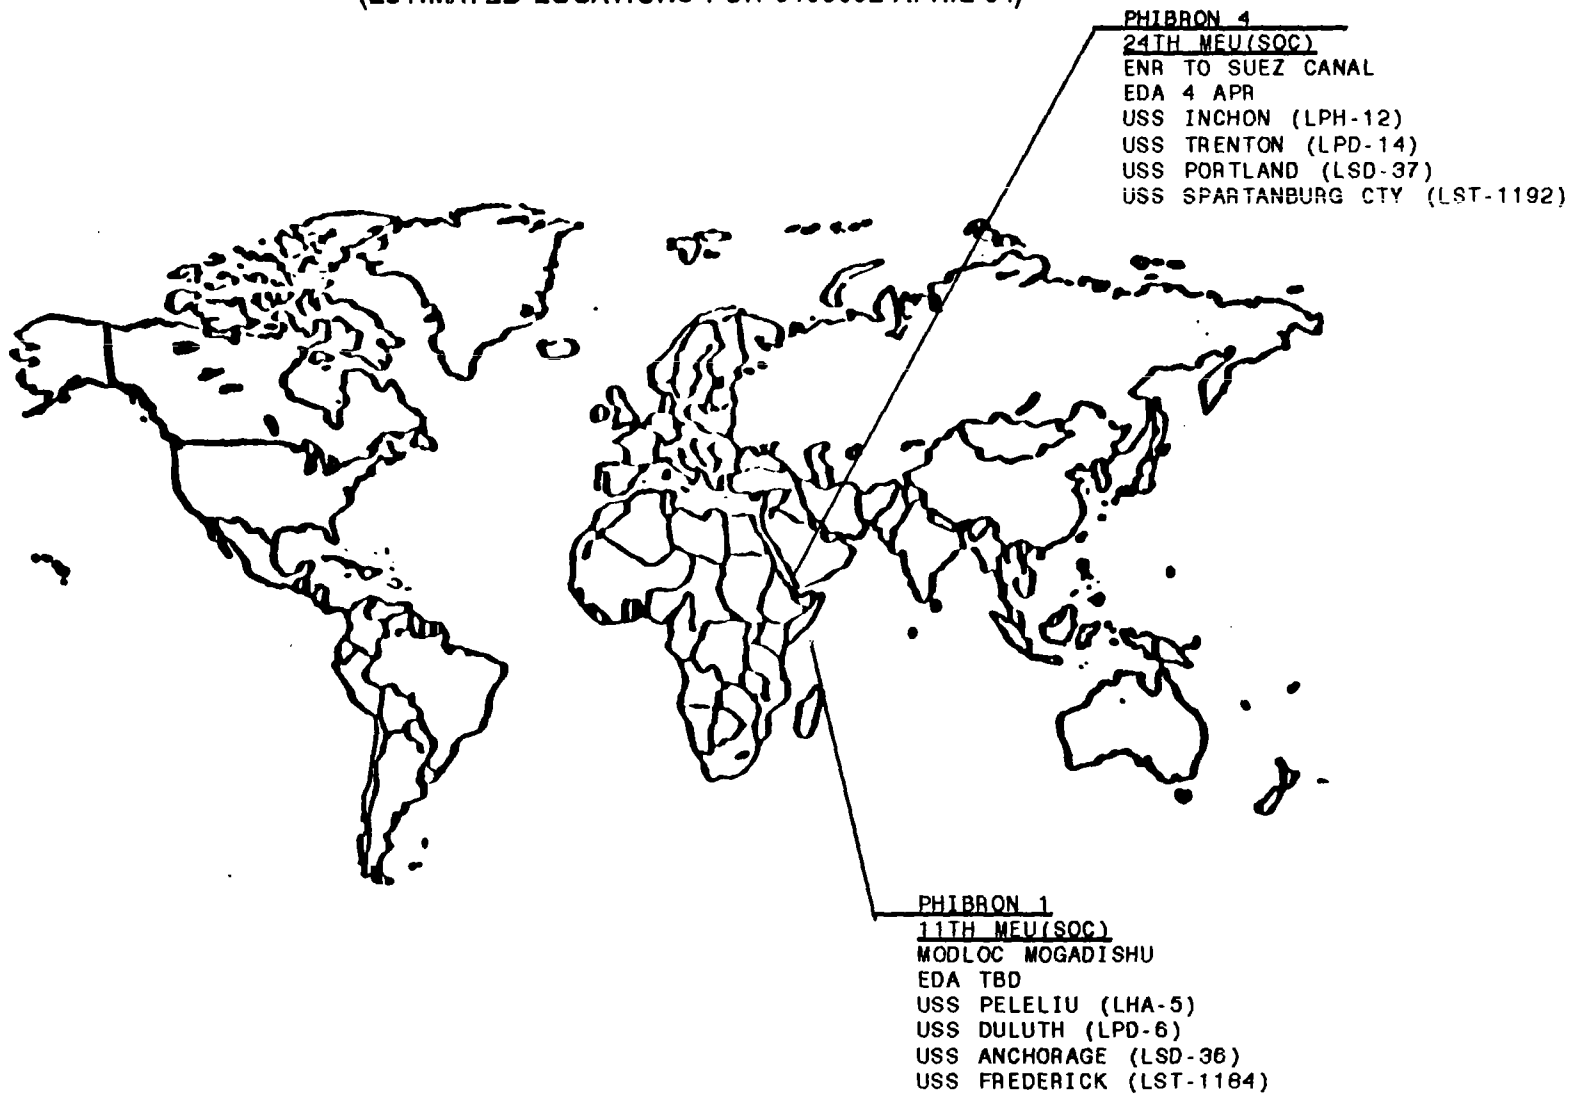 PHIBRON 4
24TH MEU(SOC)
ENR TO SUEZ CANAL
EDA 4 APR
USS INCHON (LPH-12)
USS TRENTON (LPD-14)
USS PORTLAND (LSD-37)
USS SPARTANBURG CTY (LST-1192)
PHIBRON 1
11TH MEU(SOC)
MODLOC MOGADISHU
EDA TBD
USS PELELIU (LHA-5)
USS DULUTH (LPD-6)
USS ANCHORAGE (LSD-36)
USS FREDERICK (LST-1184)